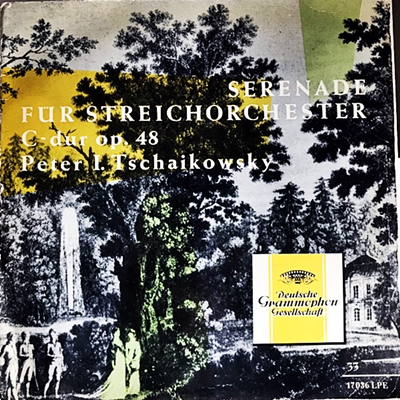 SERENADE
FÜR STREICHORCHESTER
C-dur op. 48
Peter I. Tschaikowsky
Deutsche
Grammophon
Gesellschaft
33
17036 LPE